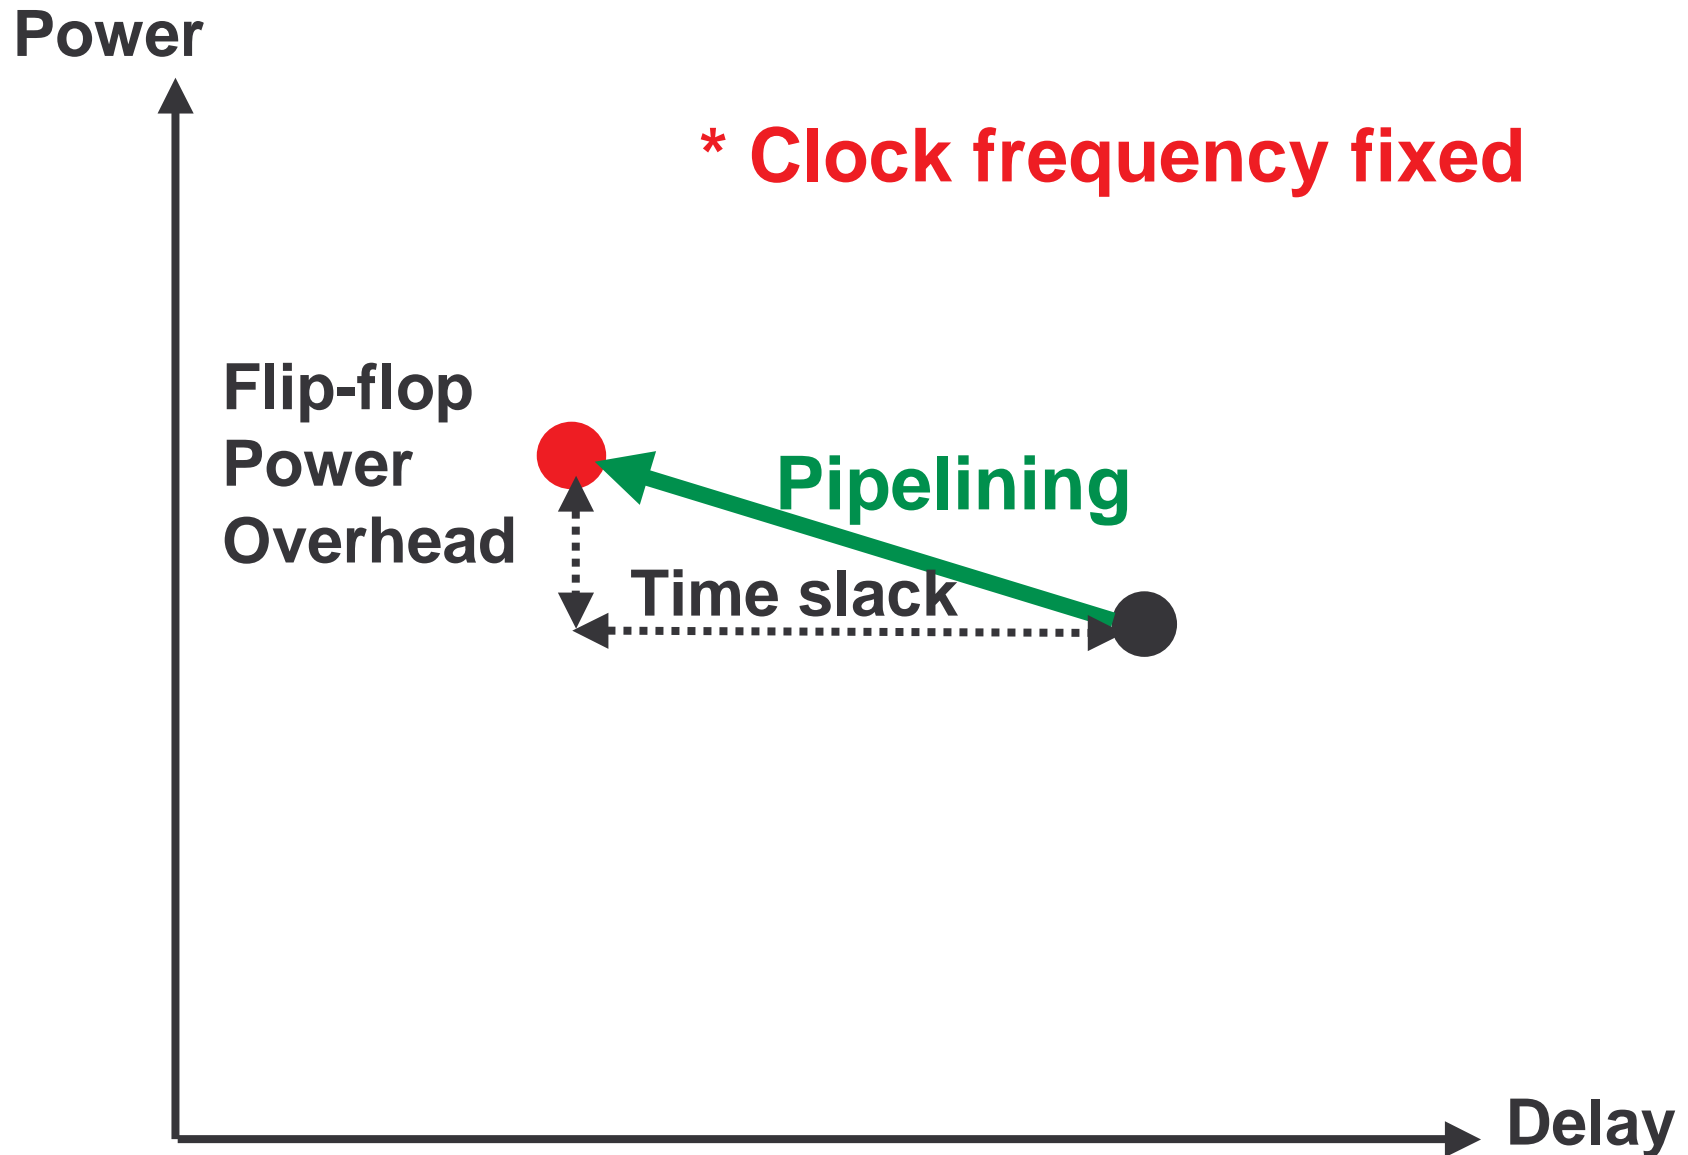 Power
* Clock frequency fixed
Flip-flop
Power
Overhead
Pipelining
Time slack
Delay